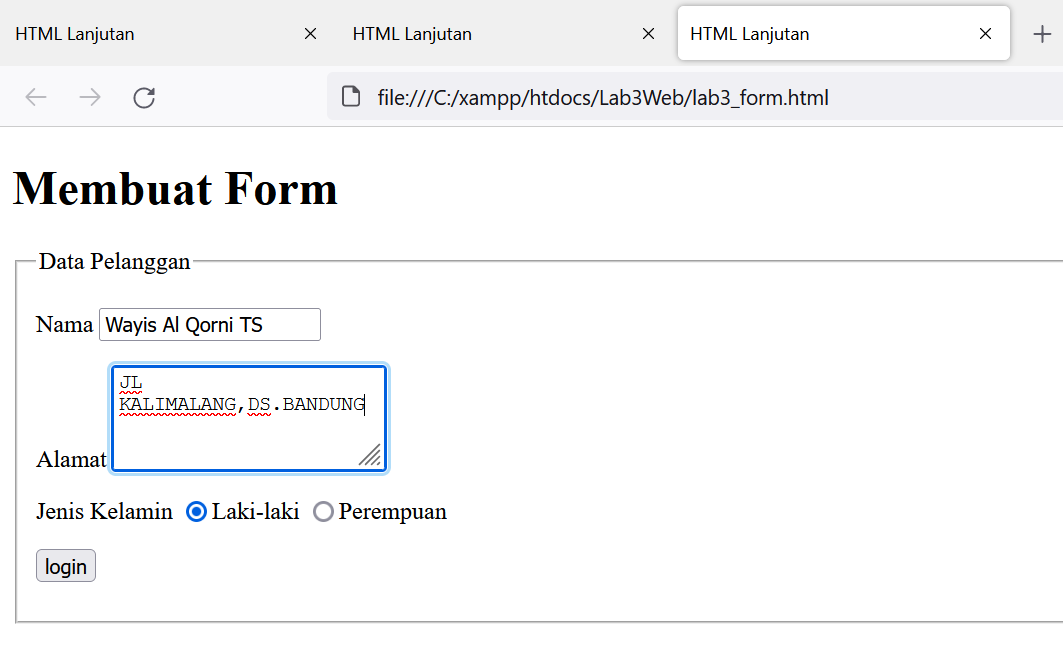 HTML Lanjutan HTML Lanjutan HTML Lanjutan
file:///C:/xampp/htdocs/Lab3Web/lab3_form.html
Membuat Form
Data Pelanggan
Nama Wayis Al Qorni TS
JL
KALIMALANG,DS.BANDUNG
Alamat
Jenis Kelamin Laki-laki Perempuan
login